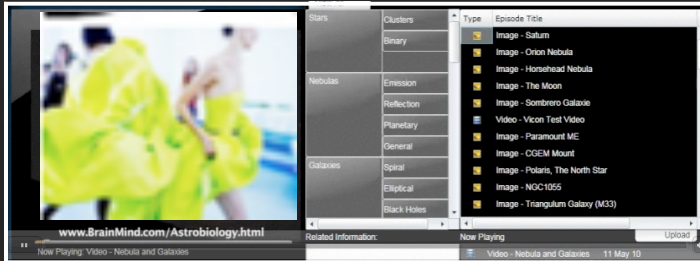 www.BrainMind.com/Astrobiology.html
Now Playing: Video - Nebula and Galaxies
Stars
Clusters
Binary
Nebulas
Emission
Reflection
Planetary
General
Galaxies
Spiral
Elliptical
Black Holes
Related Information:
Type Episode Title
Image - Saturn
Image - Orion Nebula
Image - Horsehead Nebula
Image - The Moon
Image - Sombrero Galaxie
Video - Vicon Test Video
Image - Paramount ME
Image - CGEM Mount
Image - Polaris, The North Star
Image - NGC1055
Image - Triangulum Galaxy (M33)
Now Playing
Upload
Video - Nebula and Galaxies 11 May 10